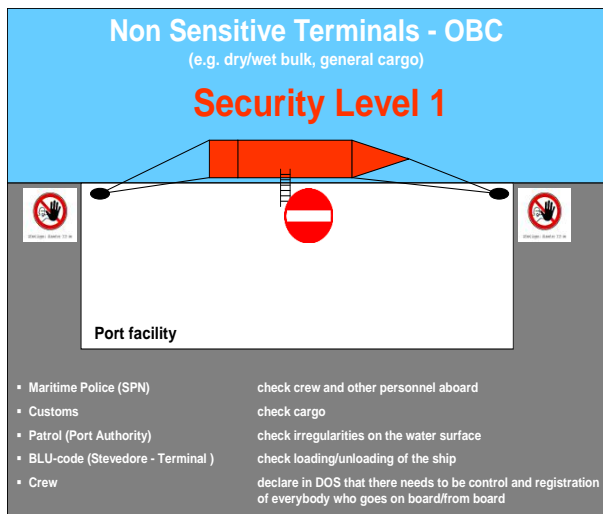 Non Sensitive Terminals - OBC
(e.g. dry/wet bulk, general cargo)
Security Level 1
Port facility
▪ Maritime Police (SPN) check crew and other personnel aboard
▪ Customs check cargo
▪ Patrol (Port Authority) check irregularities on the water surface
▪ BLU-code (Stevedore - Terminal ) check loading/unloading of the ship
▪ Crew declare in DOS that there needs to be control and registration
of everybody who goes on board/from board